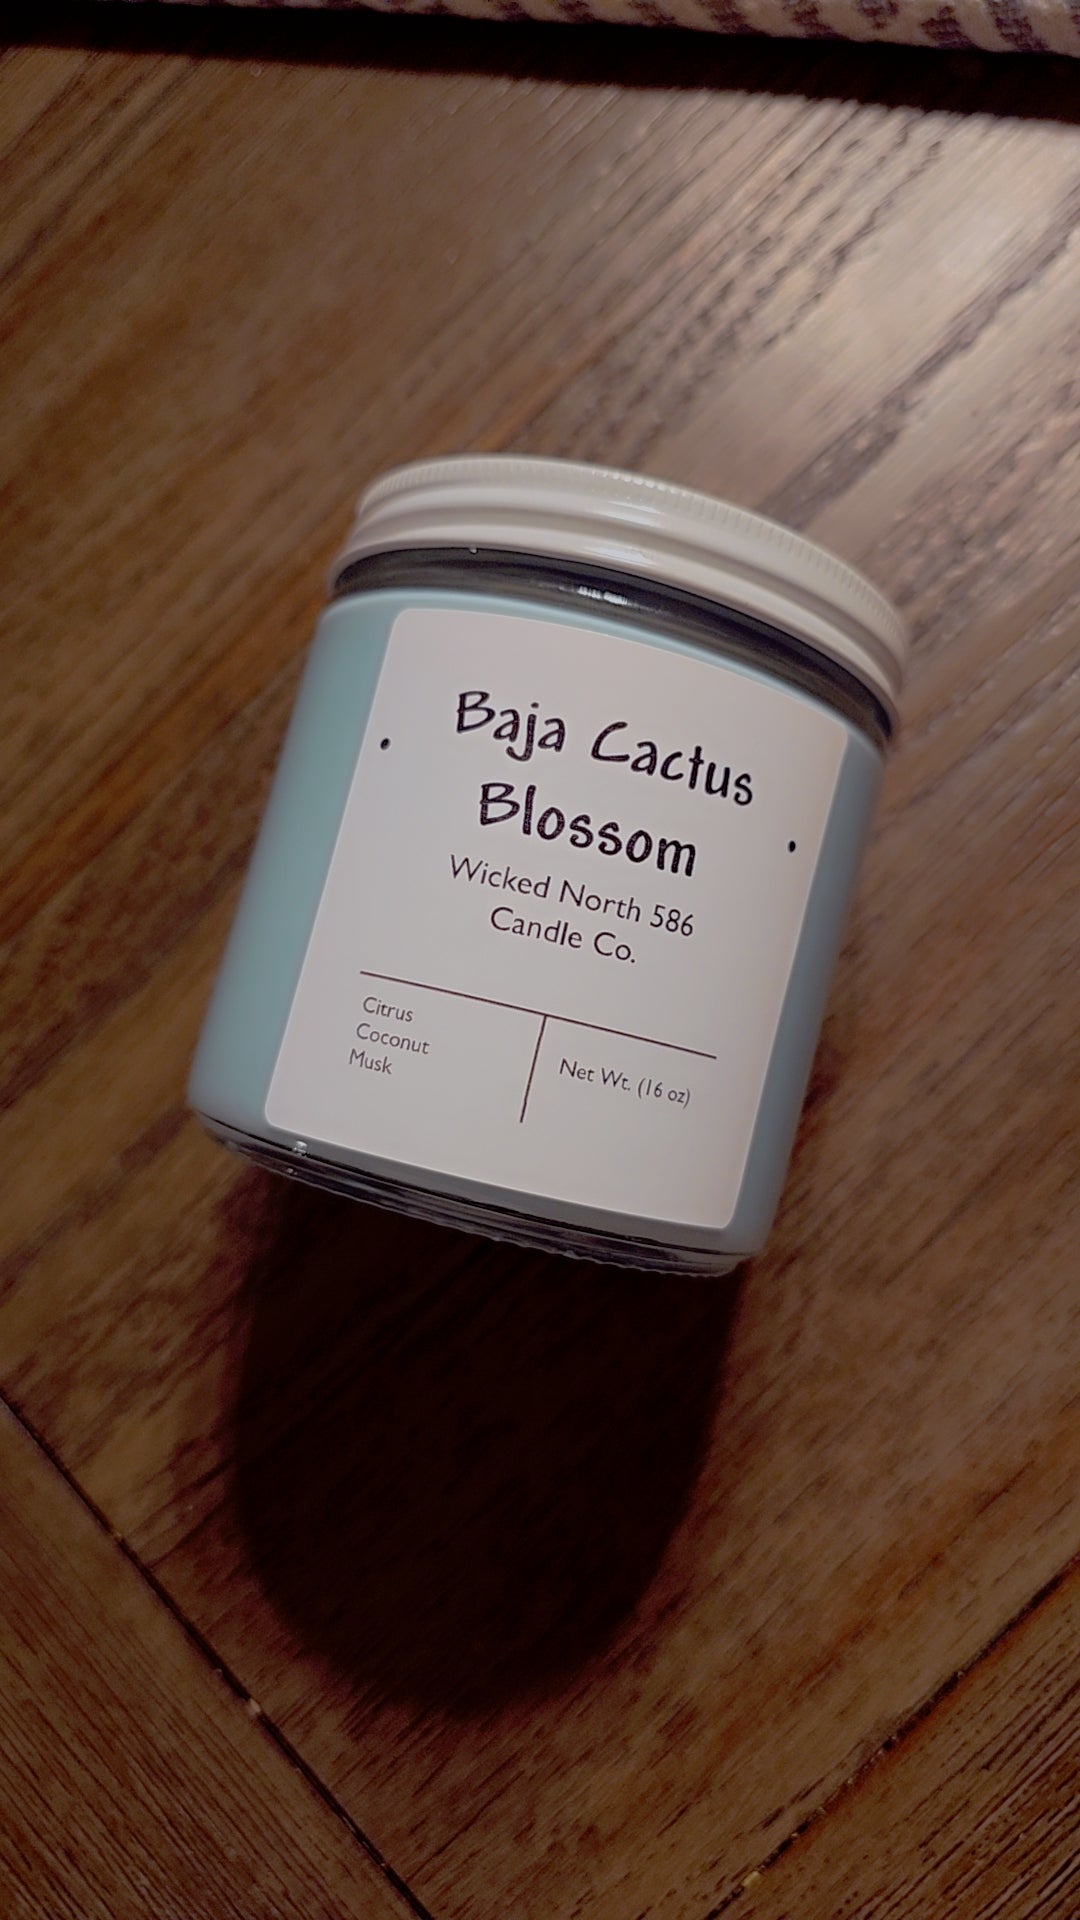 Baja Cactus
Blossom
Wicked North 586
Candle Co.
Citrus
Coconut
Musk
Net Wt. (16 oz)